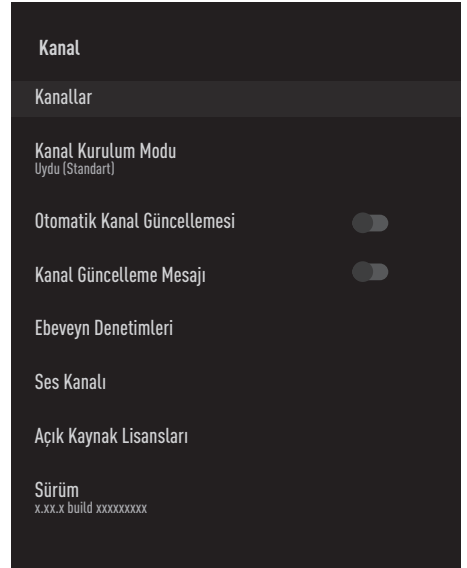 Kanal
Kanallar
Kanal Kurulum Modu
Uydu (Standart)
Otomatik Kanal Güncellemesi
Kanal Güncelleme Mesajı
Ebeveyn Denetimleri
Ses Kanalı
Açık Kaynak Lisansları
Sürüm
x.xx.x build xxxxxxxxx